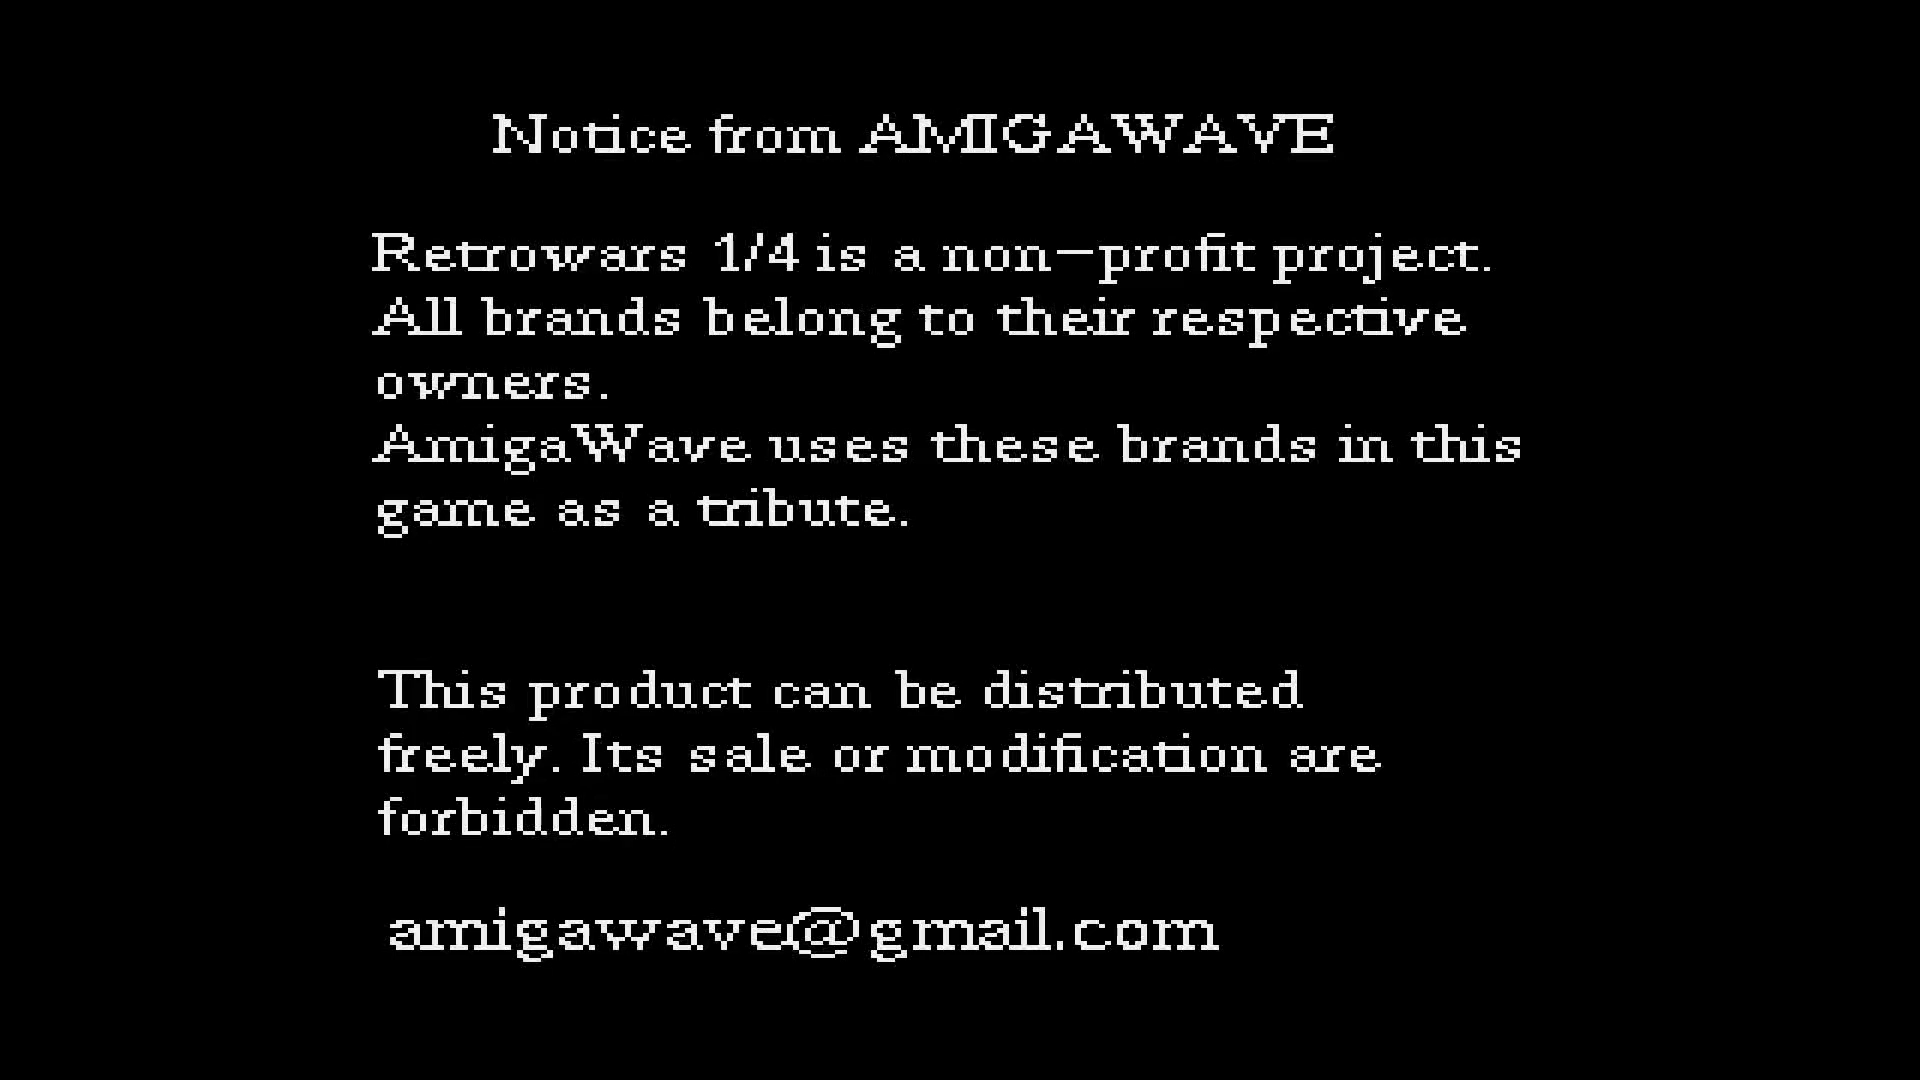 Notice from AMIGAWAVE
Retrowars 1/4 is a non-profit project.
All brands belong to their respective
owners.
AmigaWave uses these brands in this
game as a tribute.
This product can be distributed
freely. Its sale or modification are
forbidden.
amigawave@gmail.com